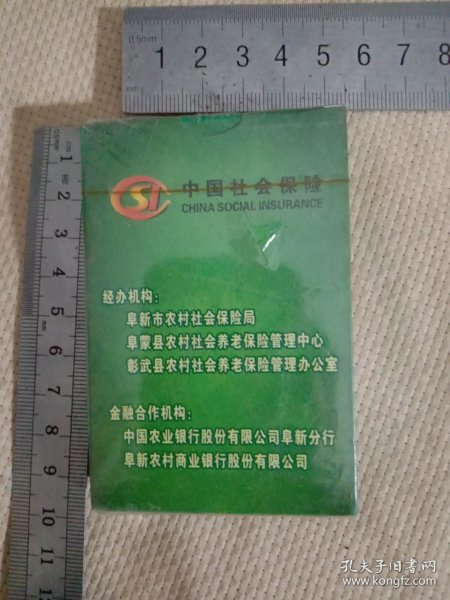 0.5mm
1 2 3 4 5 6 7 8
cm
1
2
3
4
5
6
7
8
9
10
11
12
中国社会保险
CHINA SOCIAL INSURANCE
经办机构：
阜新市农村社会保险局
阜蒙县农村社会养老保险管理中心
彰武县农村社会养老保险管理办公室
金融合作机构：
中国农业银行股份有限公司阜新分行
阜新农村商业银行股份有限公司
孔夫子旧书网
www.kongfz.com